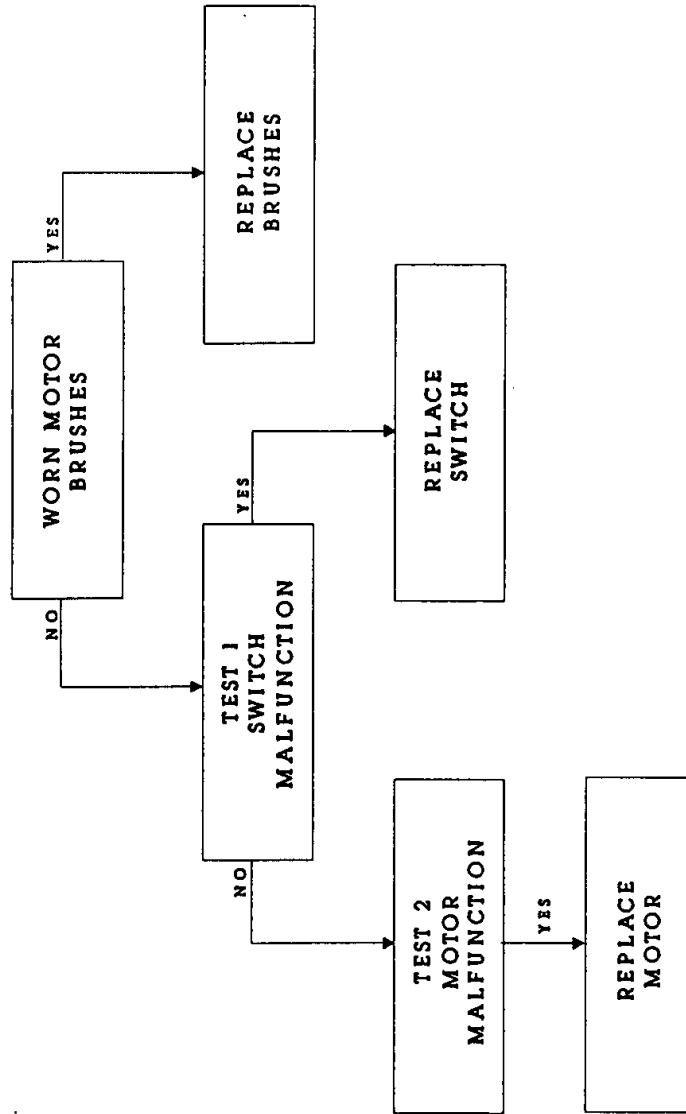 WORN MOTOR
BRUSHES
NO
YES
TEST 1
SWITCH
MALFUNCTION
REPLACE
BRUSHES
NO
YES
TEST 2
MOTOR
MALFUNCTION
REPLACE
SWITCH
YES
REPLACE
MOTOR